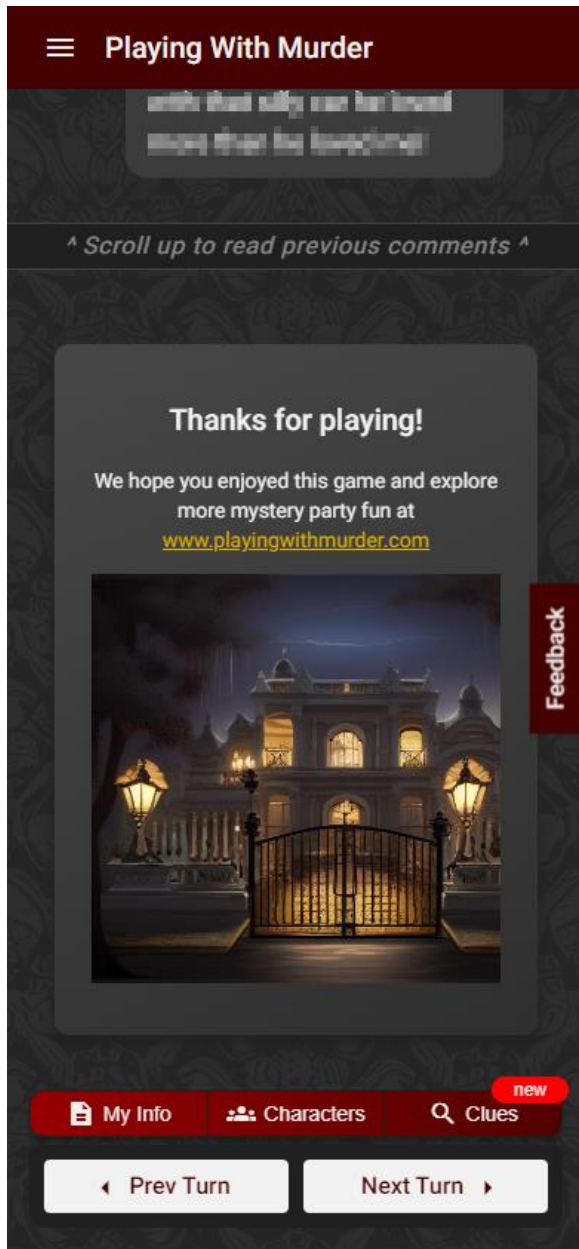 Playing With Murder
^ Scroll up to read previous comments ^
Thanks for playing!
We hope you enjoyed this game and explore
more mystery party fun at
www.playingwithmurder.com
Feedback
new
My Info
Characters
Clues
Prev Turn
Next Turn